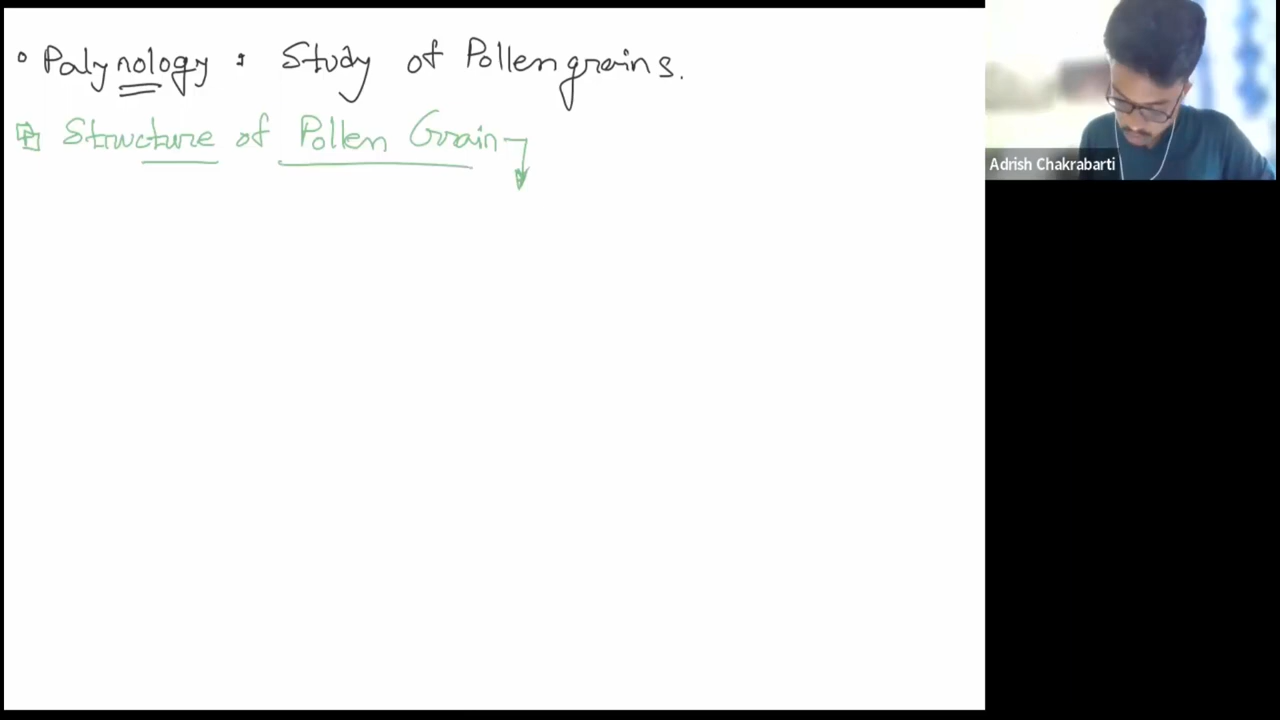 Palynology : Study of Pollen grains.
Structure of Pollen Grain
Adrish Chakrabarti